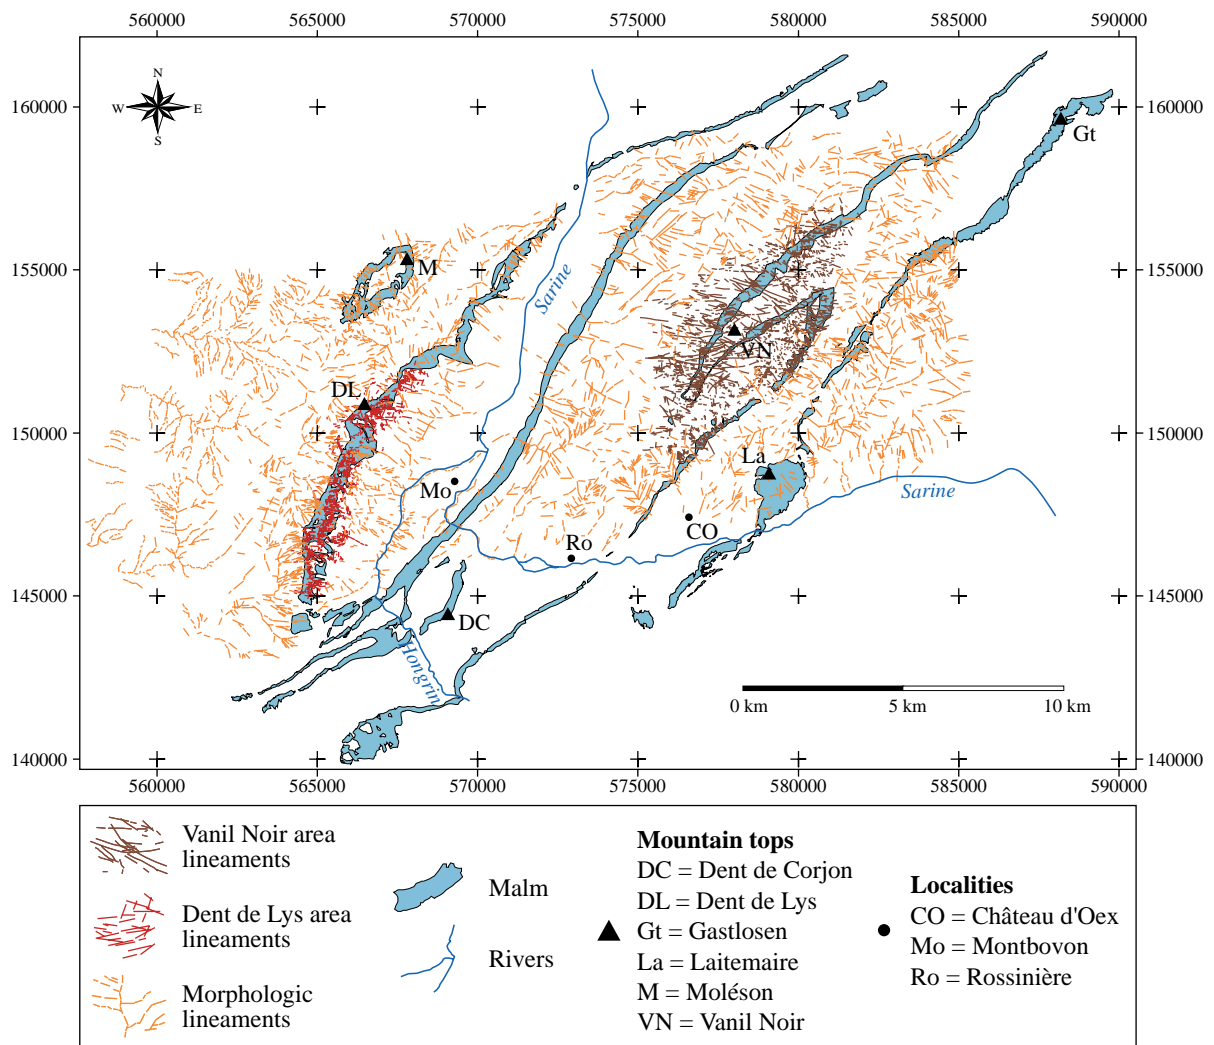 560000 565000 570000 575000 580000 585000 590000
160000 160000
155000 155000
150000 150000
145000 145000
140000 140000
N
W E
S
Gt
M
Sarine
VN
DL
La
Mo
Sarine
CO
Ro
DC
Hongrin
0 km 5 km 10 km
560000 565000 570000 575000 580000 585000 590000
Vanil Noir area
lineaments
Dent de Lys area
lineaments
Morphologic
lineaments
Malm
Rivers
Mountain tops
DC = Dent de Corjon
DL = Dent de Lys
Gt = Gastlosen
La = Laitemaire
M = Moléson
VN = Vanil Noir
Localities
CO = Château d'Oex
Mo = Montbovon
Ro = Rossinière